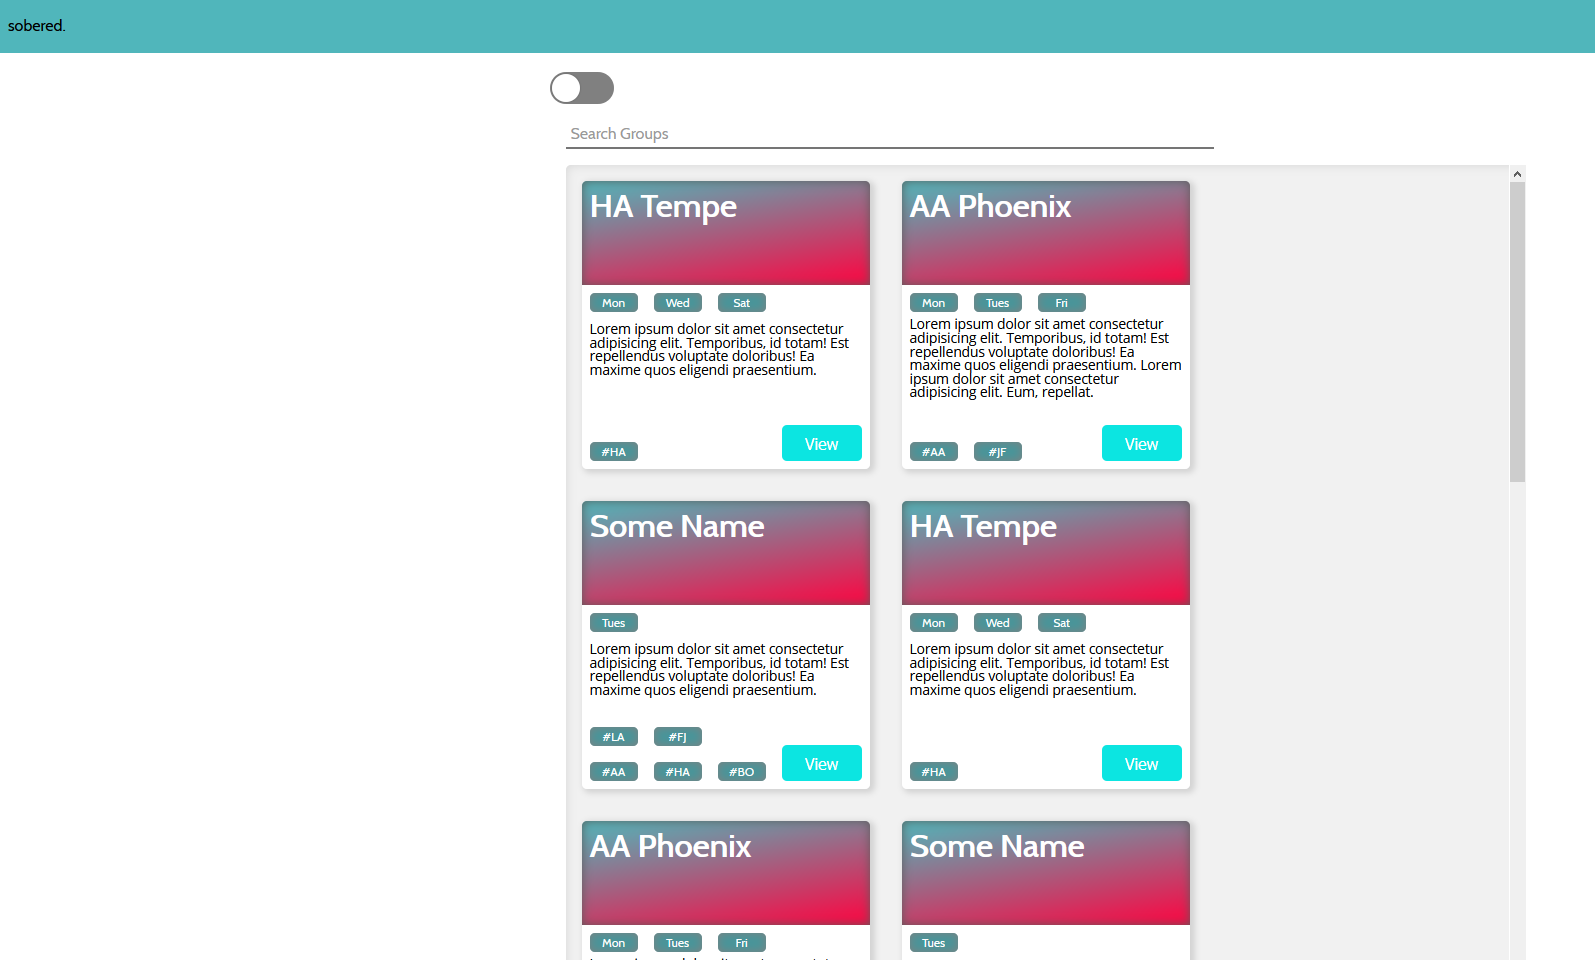 sobered.
Search Groups
HA Tempe
Mon Wed Sat
Lorem ipsum dolor sit amet consectetur
adipisicing elit. Temporibus, id totam! Est
repellendus voluptate doloribus! Ea
maxime quos eligendi praesentium.
#HA
View
AA Phoenix
Mon Tues Fri
Lorem ipsum dolor sit amet consectetur
adipisicing elit. Temporibus, id totam! Est
repellendus voluptate doloribus! Ea
maxime quos eligendi praesentium. Lorem
ipsum dolor sit amet consectetur
adipisicing elit. Eum, repellat.
#AA #JF
View
Some Name
Tues
Lorem ipsum dolor sit amet consectetur
adipisicing elit. Temporibus, id totam! Est
repellendus voluptate doloribus! Ea
maxime quos eligendi praesentium.
#LA #FJ
#AA #HA #BO
View
HA Tempe
Mon Wed Sat
Lorem ipsum dolor sit amet consectetur
adipisicing elit. Temporibus, id totam! Est
repellendus voluptate doloribus! Ea
maxime quos eligendi praesentium.
#HA
View
AA Phoenix
Mon Tues Fri
Some Name
Tues